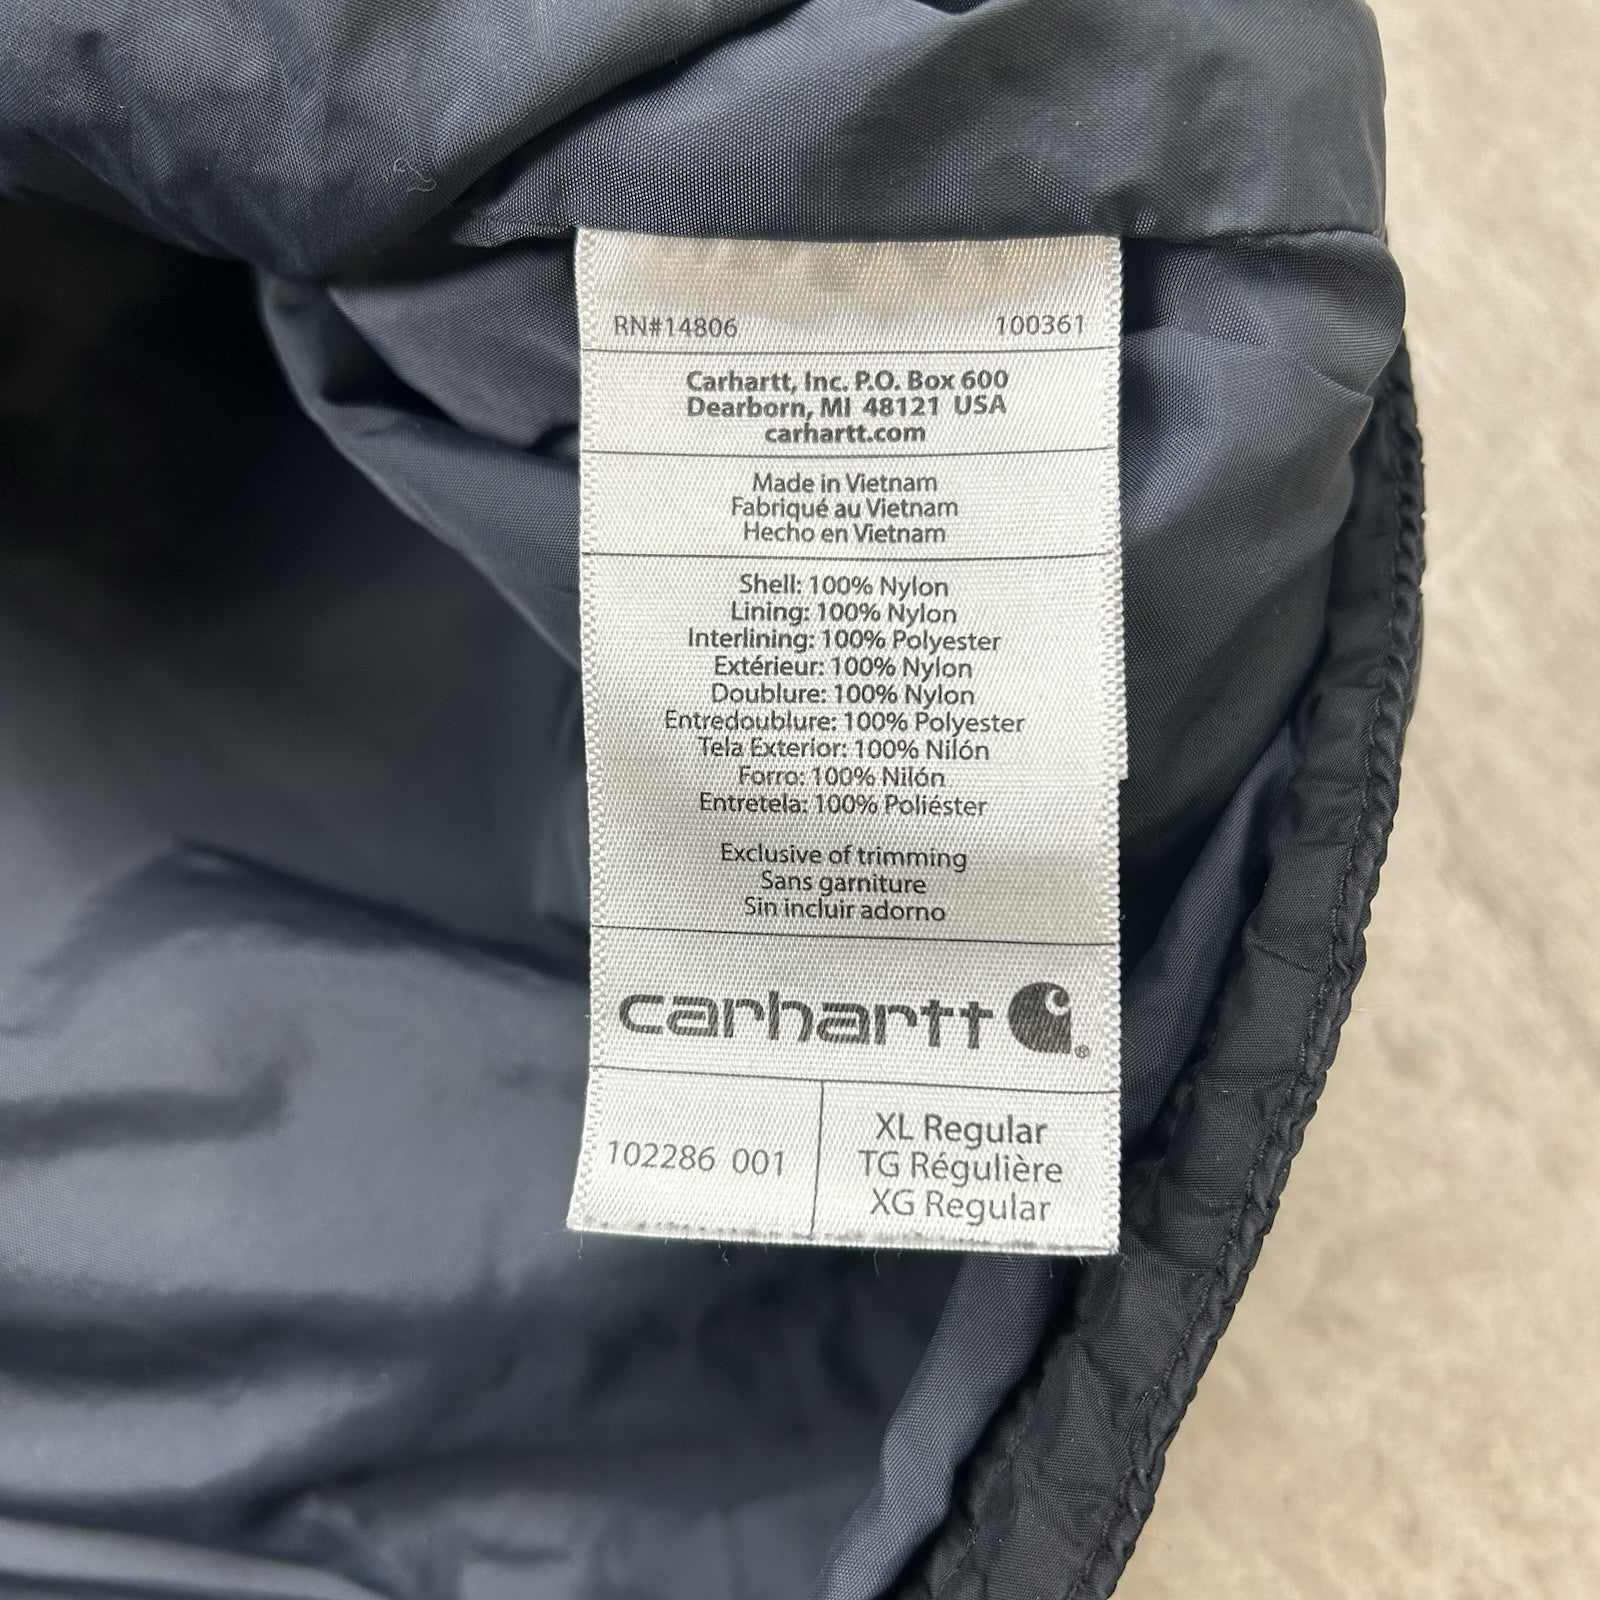 RN#14806 100361
Carhartt, Inc. P.O. Box 600
Dearborn, MI 48121 USA
carhartt.com
Made in Vietnam
Fabriqué au Vietnam
Hecho en Vietnam
Shell: 100% Nylon
Lining: 100% Nylon
Interlining: 100% Polyester
Extérieur: 100% Nylon
Doublure: 100% Nylon
Entredoublure: 100% Polyester
Tela Exterior: 100% Nilón
Forro: 100% Nilón
Entretela: 100% Poliéster
Exclusive of trimming
Sans garniture
Sin incluir adorno
carhartt ®
102286 001
XL Regular
TG Régulière
XG Regular